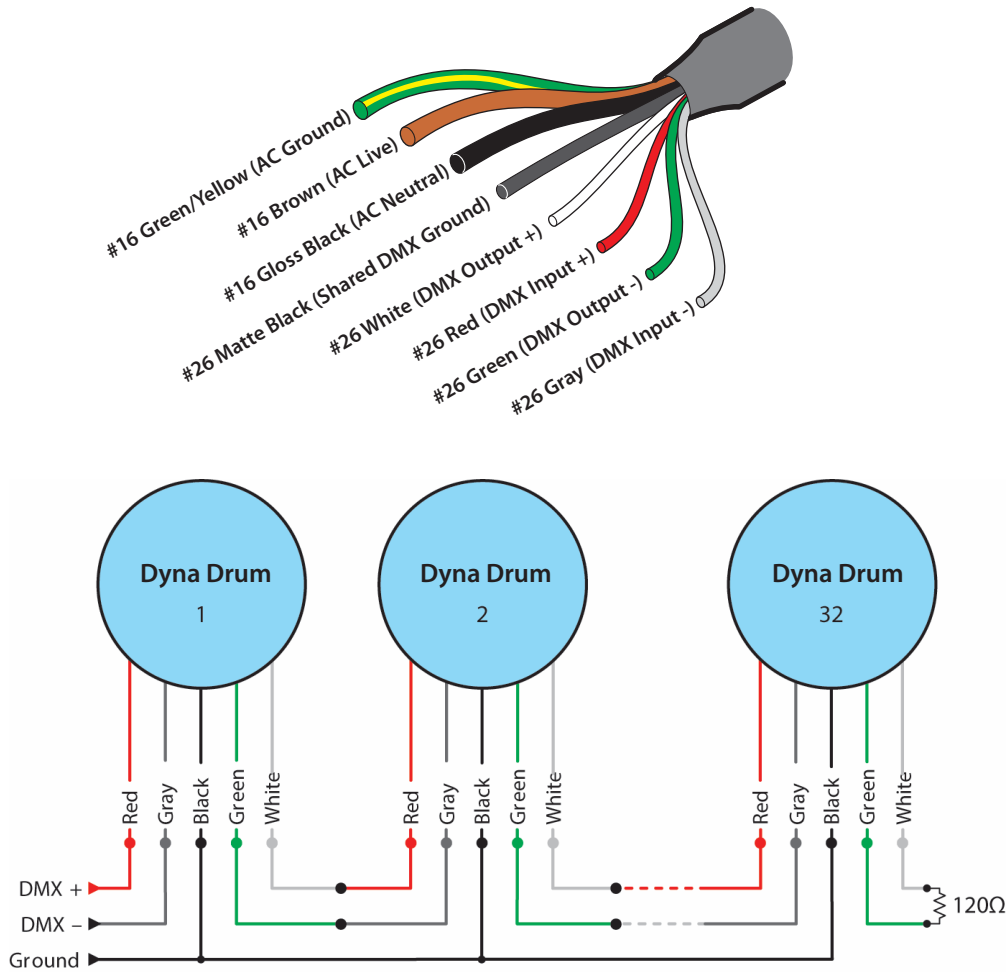 #16 Green/Yellow (AC Ground)
#16 Brown (AC Live)
#16 Gloss Black (AC Neutral)
#26 Matte Black (Shared DMX Ground)
#26 White (DMX Output +)
#26 Red (DMX Input +)
#26 Green (DMX Output -)
#26 Gray (DMX Input -)
Dyna Drum
1
Dyna Drum
2
Dyna Drum
32
Red
Gray
Black
Green
White
Red
Gray
Black
Green
White
Red
Gray
Black
Green
White
DMX +
DMX –
Ground
120Ω